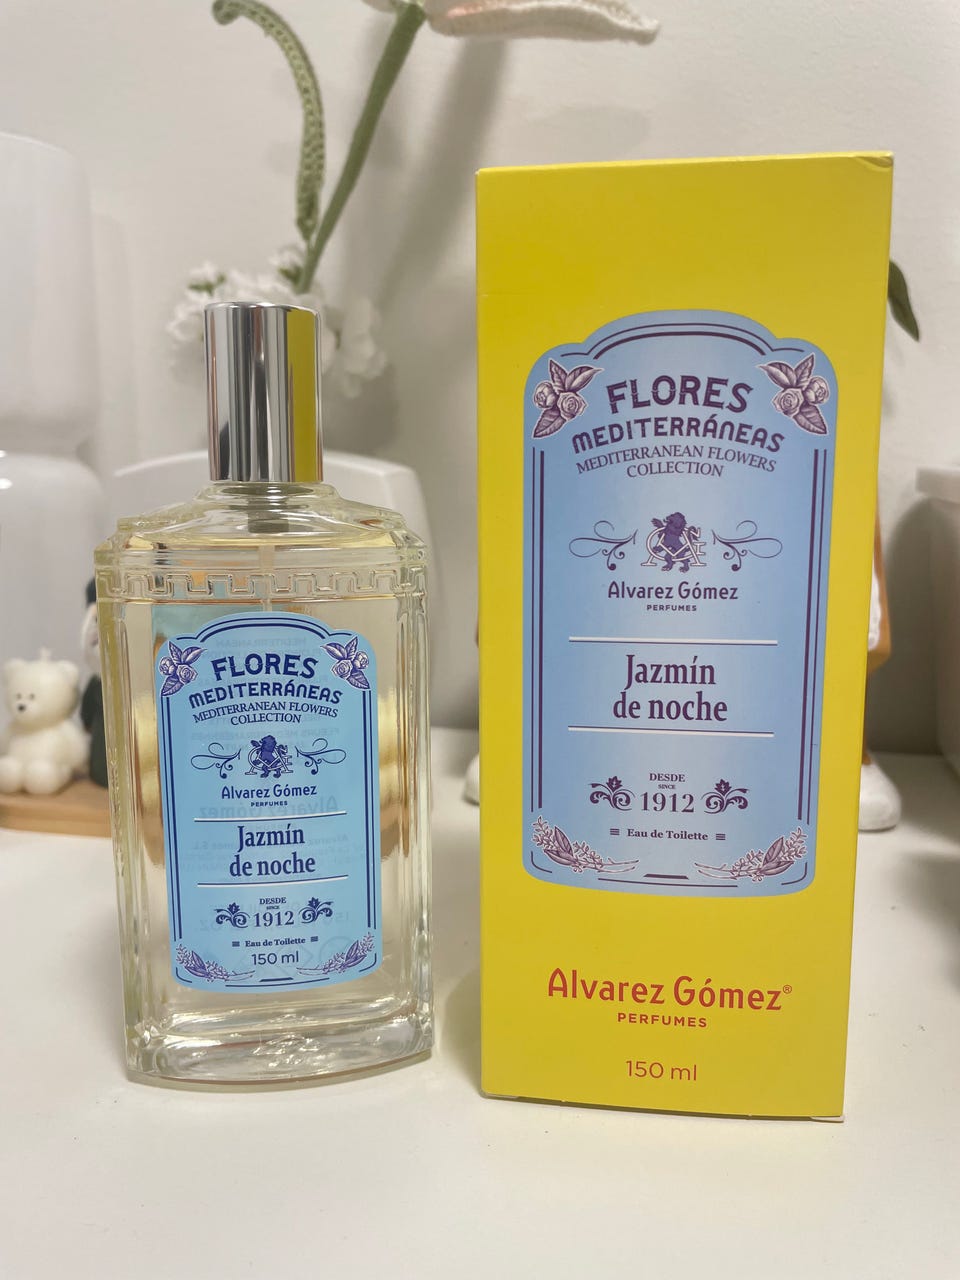 FLORES
MEDITERRÁNEAS
MEDITERRANEAN FLOWERS
COLLECTION
Alvarez Gómez
PERFUMES
Jazmín
de noche
DESDE
SINCE
1912
Eau de Toilette
150 ml
FLORES
MEDITERRÁNEAS
MEDITERRANEAN FLOWERS
COLLECTION
Alvarez Gómez
PERFUMES
Jazmín
de noche
DESDE
SINCE
1912
Eau de Toilette
Alvarez Gómez®
PERFUMES
150 ml